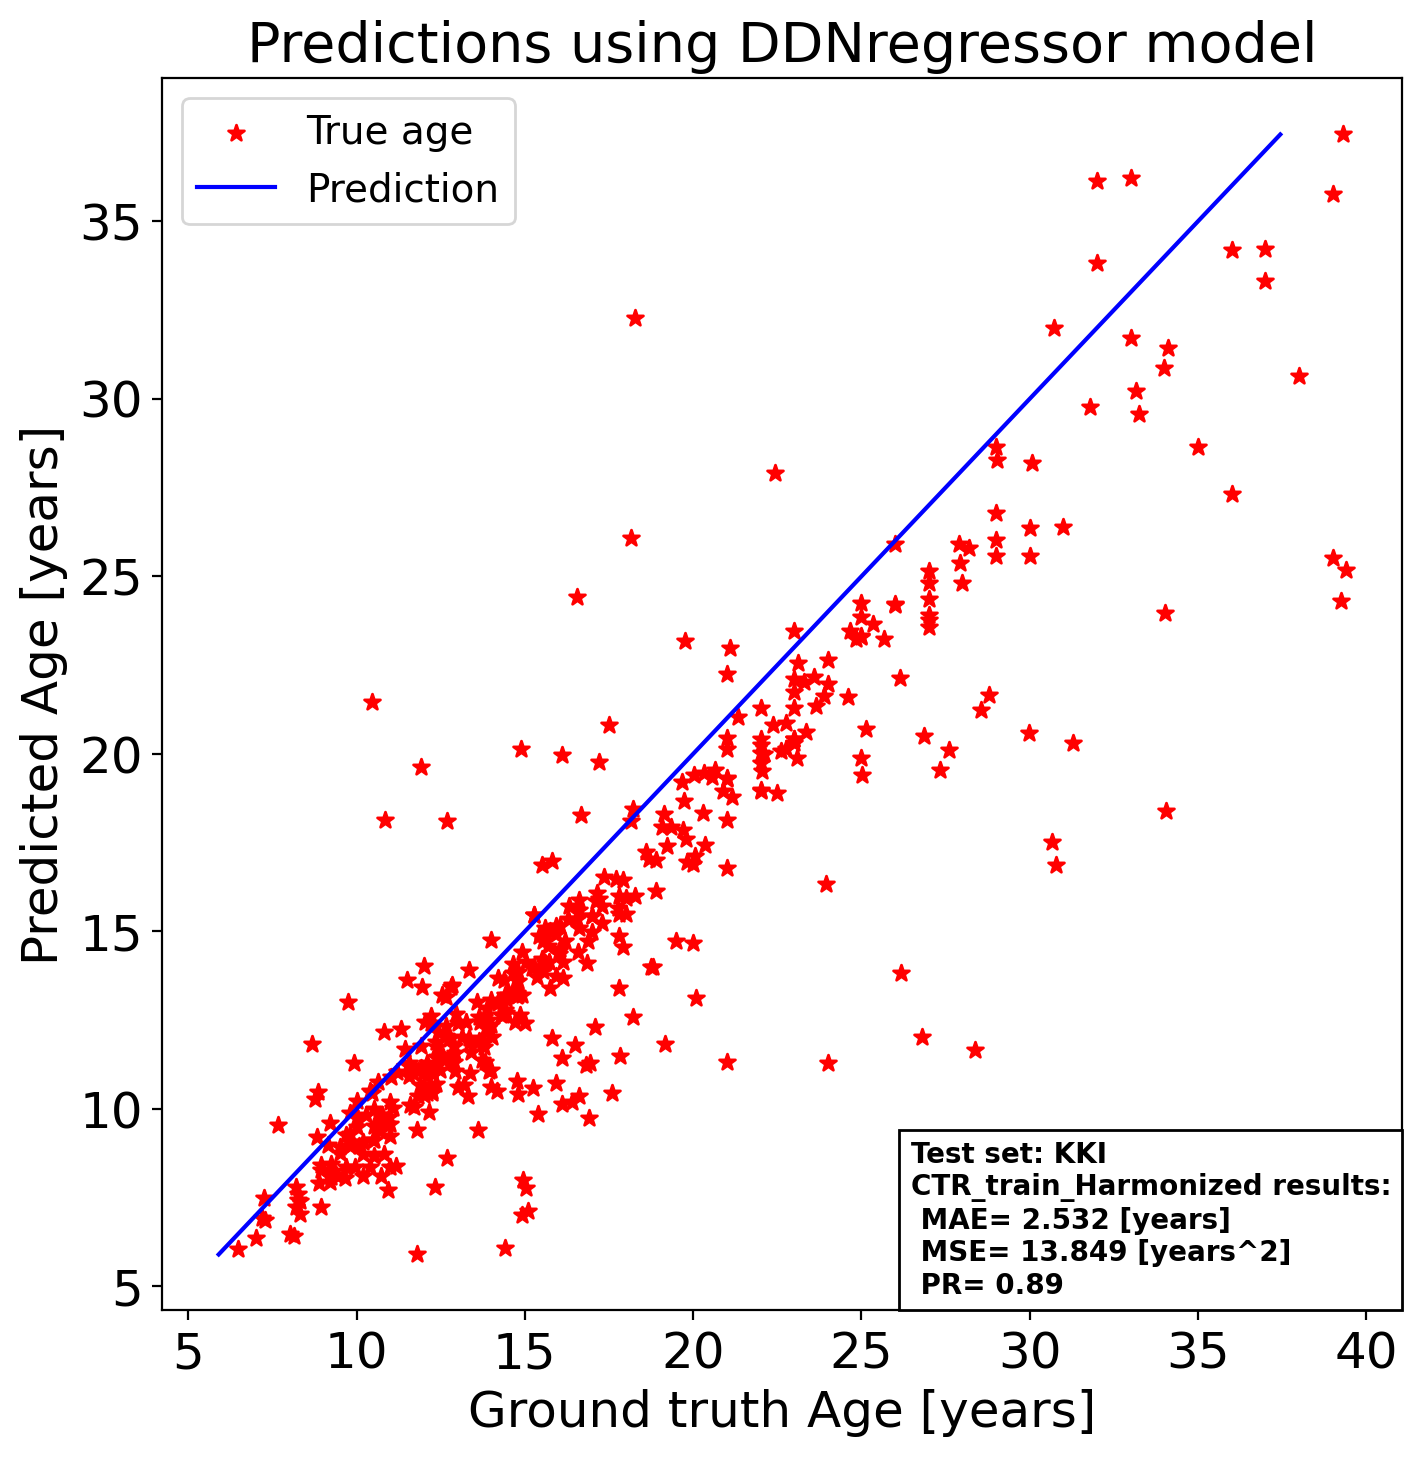 Predictions using DDNregressor model
True age
Prediction
Predicted Age [years]
35
30
25
20
15
10
5
Test set: KKI
CTR_train_Harmonized results:
MAE= 2.532 [years]
MSE= 13.849 [years^2]
PR= 0.89
5 10 15 20 25 30 35 40
Ground truth Age [years]